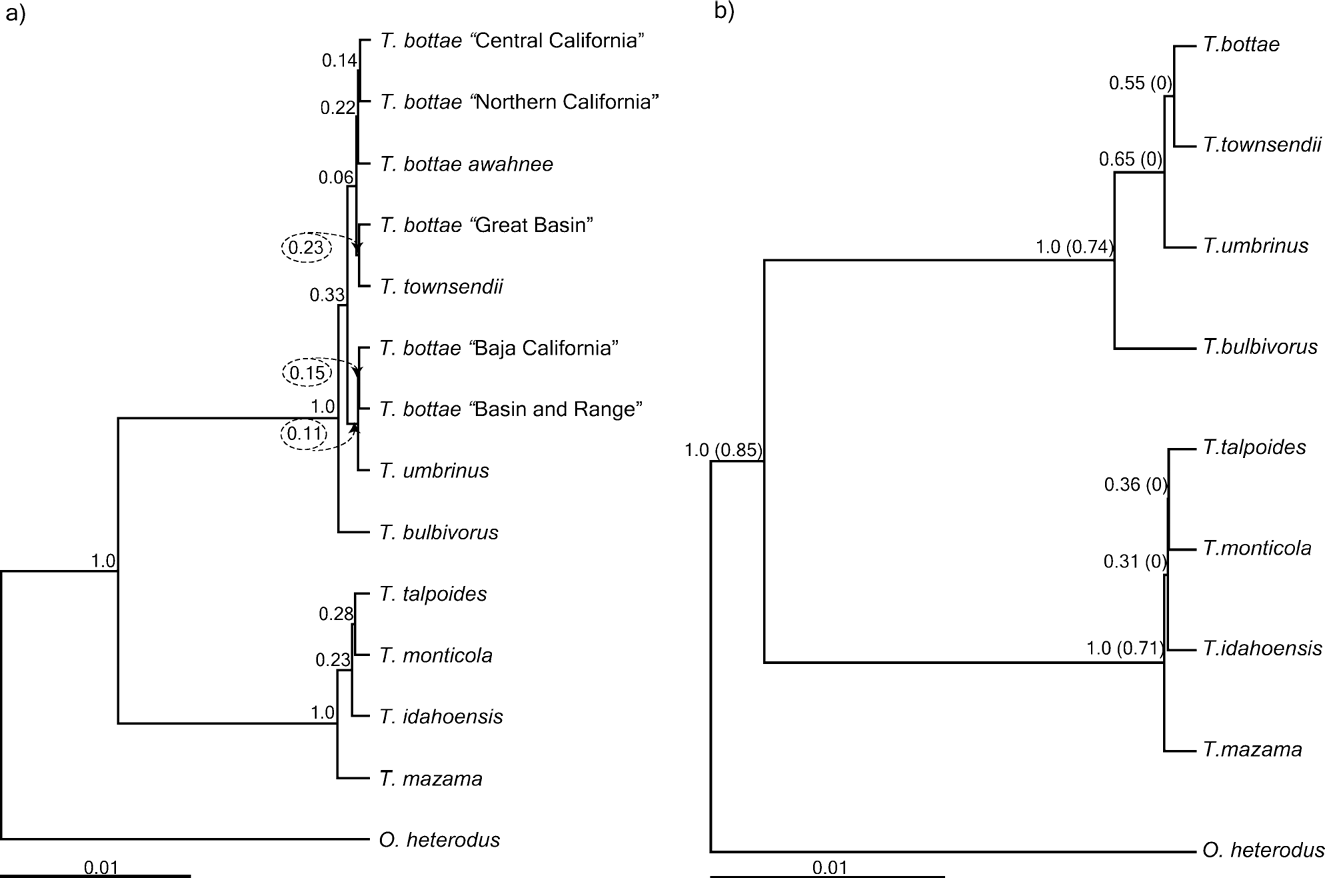 a)
T. bottae “Central California”
0.14
T. bottae “Northern California”
0.22
T. bottae awahnee
0.06
T. bottae “Great Basin”
0.23
T. townsendii
0.33
T. bottae “Baja California”
0.15
T. bottae “Basin and Range”
1.0
0.11
T. umbrinus
T. bulbivorus
1.0
T. talpoides
0.28
T. monticola
0.23
T. idahoensis
1.0
T. mazama
O. heterodus
0.01
b)
T.bottae
0.55 (0)
T.townsendii
0.65 (0)
T.umbrinus
1.0 (0.74)
T.bulbivorus
1.0 (0.85)
T.talpoides
0.36 (0)
T.monticola
0.31 (0)
T.idahoensis
1.0 (0.71)
T.mazama
O. heterodus
0.01